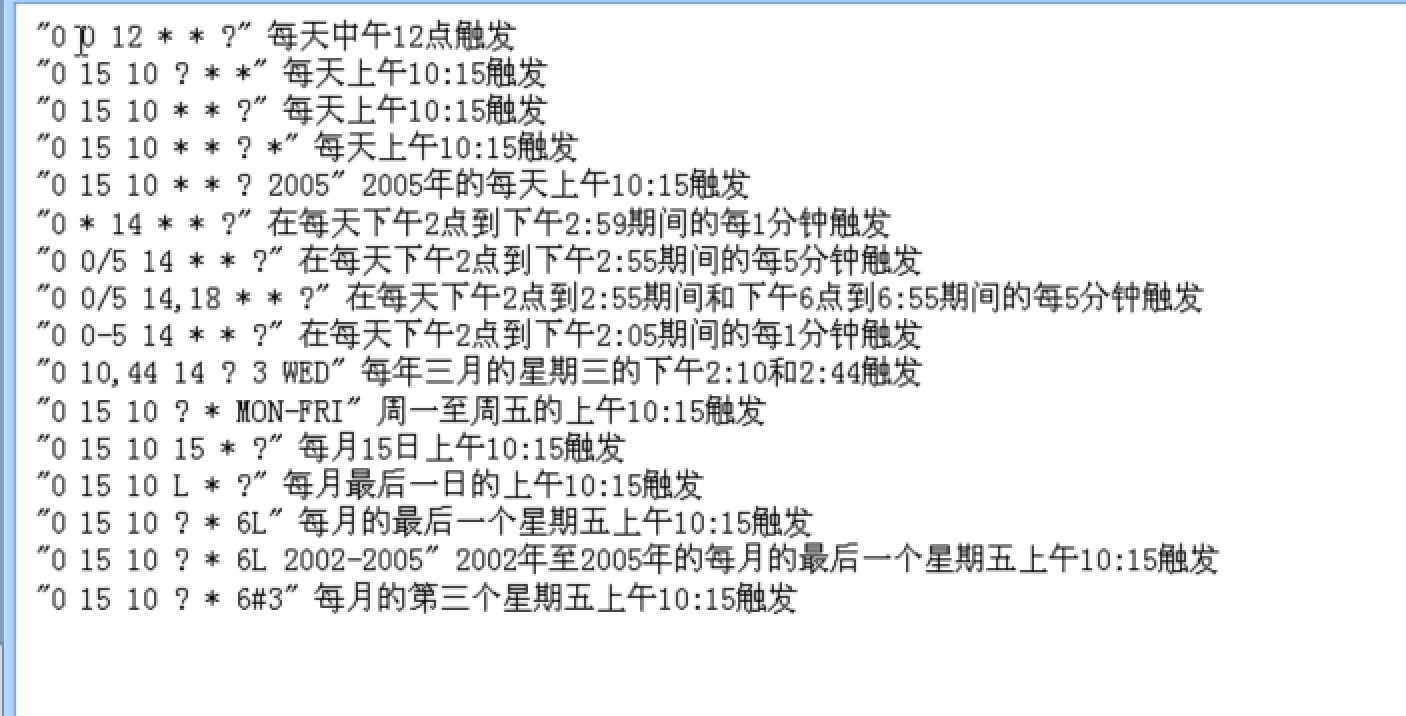 "0 0 12 * * ?" 每天中午12点触发
"0 15 10 ? * *" 每天上午10:15触发
"0 15 10 * * ?" 每天上午10:15触发
"0 15 10 * * ? *" 每天上午10:15触发
"0 15 10 * * ? 2005" 2005年的每天上午10:15触发
"0 * 14 * * ?" 在每天下午2点到下午2:59期间的每1分钟触发
"0 0/5 14 * * ?" 在每天下午2点到下午2:55期间的每5分钟触发
"0 0/5 14,18 * * ?" 在每天下午2点到2:55期间和下午6点到6:55期间的每5分钟触发
"0 0-5 14 * * ?" 在每天下午2点到下午2:05期间的每1分钟触发
"0 10,44 14 ? 3 WED" 每年三月的星期三的下午2:10和2:44触发
"0 15 10 ? * MON-FRI" 周一至周五的上午10:15触发
"0 15 10 15 * ?" 每月15日上午10:15触发
"0 15 10 L * ?" 每月最后一日的上午10:15触发
"0 15 10 ? * 6L" 每月的最后一个星期五上午10:15触发
"0 15 10 ? * 6L 2002-2005" 2002年至2005年的每月的最后一个星期五上午10:15触发
"0 15 10 ? * 6#3" 每月的第三个星期五上午10:15触发